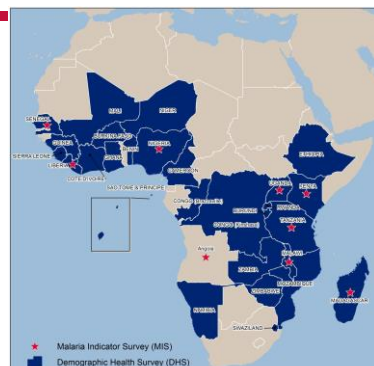 MALI
NIGER
SENEGAL
BURKINA FASO
GUINEA
NIGERIA
BENIN
SIERRA LEONE
GHANA
ETHIOPIA
LIBERIA
CAMEROON
COTE D'IVOIRE
SAO TOME & PRINCIPE
UGANDA
KENYA
CONGO (Brazzaville)
RWANDA
BURUNDI
CONGO (Kinshasa)
TANZANIA
Angola
MALAWI
ZAMBIA
MOZAMBIQUE
ZIMBABWE
MADAGASCAR
NAMIBIA
SWAZILAND
Malaria Indicator Survey (MIS)
Demographic Health Survey (DHS)